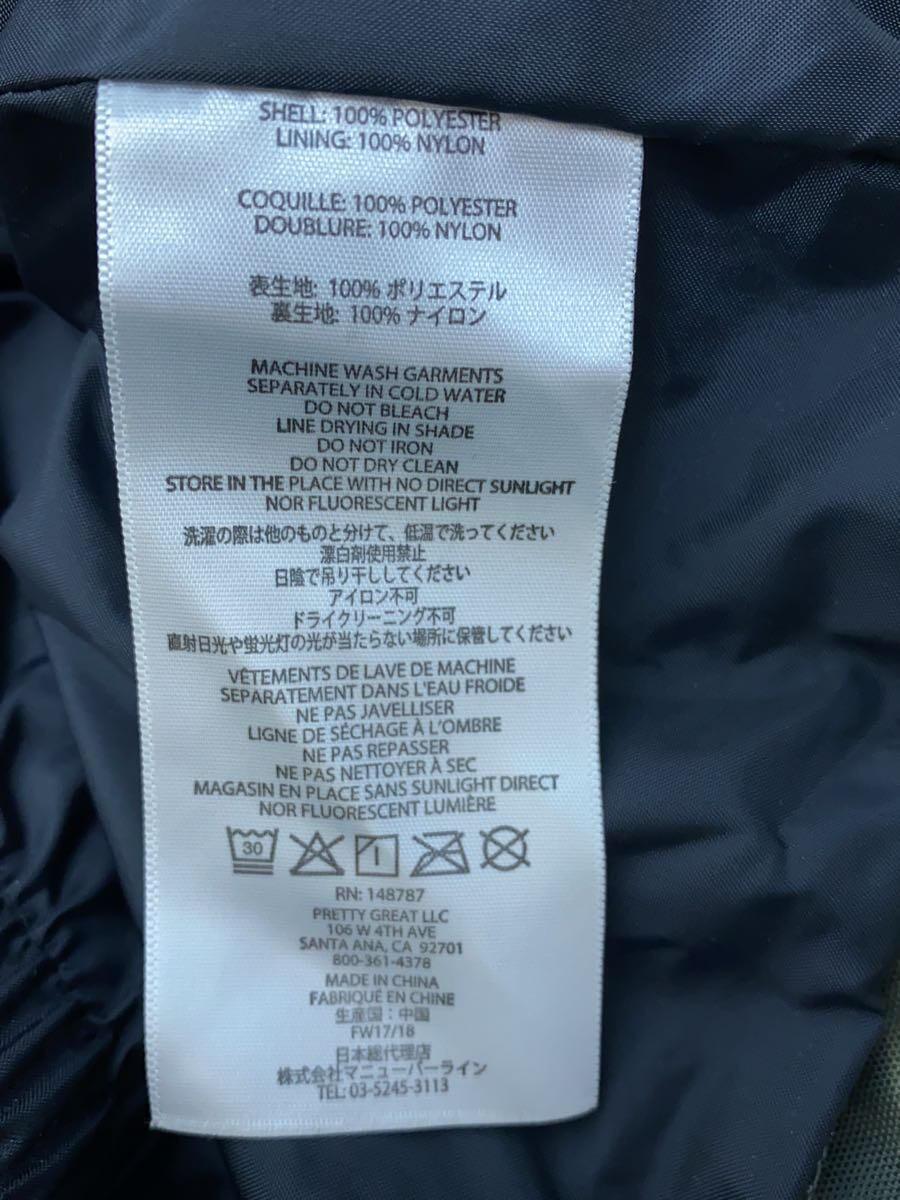 SHELL: 100% POLYESTER
LINING: 100% NYLON
COQUILLE: 100% POLYESTER
DOUBLURE: 100% NYLON
表生地: 100% ポリエステル
裏生地: 100% ナイロン
MACHINE WASH GARMENTS
SEPARATELY IN COLD WATER
DO NOT BLEACH
LINE DRYING IN SHADE
DO NOT IRON
DO NOT DRY CLEAN
STORE IN THE PLACE WITH NO DIRECT SUNLIGHT
NOR FLUORESCENT LIGHT
洗濯の際は他のものと分けて、低温で洗ってください
漂白剤使用禁止
日陰で吊り干ししてください
アイロン不可
ドライクリーニング不可
直射日光や蛍光灯の光が当たらない場所に保管してください
VÊTEMENTS DE LAVE DE MACHINE
SEPARATEMENT DANS L'EAU FROIDE
NE PAS JAVELLISER
LIGNE DE SÉCHAGE À L'OMBRE
NE PAS REPASSER
NE PAS NETTOYER À SEC
MAGASIN EN PLACE SANS SUNLIGHT DIRECT
NOR FLUORESCENT LUMIÈRE
30
RN: 148787
PRETTY GREAT LLC
106 W 4TH AVE
SANTA ANA, CA 92701
800-361-4378
MADE IN CHINA
FABRIQUÉ EN CHINE
生産国：中国
FW17/18
日本総代理店
株式会社マニューバーライン
TEL: 03-5245-3113